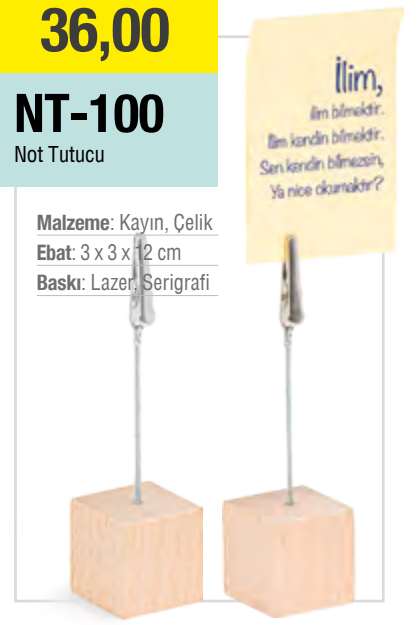 36,00
NT-100
Not Tutucu
Malzeme: Kayın, Çelik
Ebat: 3 x 3 x 12 cm
Baskı: Lazer, Serigrafi
İlim,
ilim bilmektir.
İlim kendin bilmektir.
Sen kendin bilmezsin,
Ya nice okumaktır?